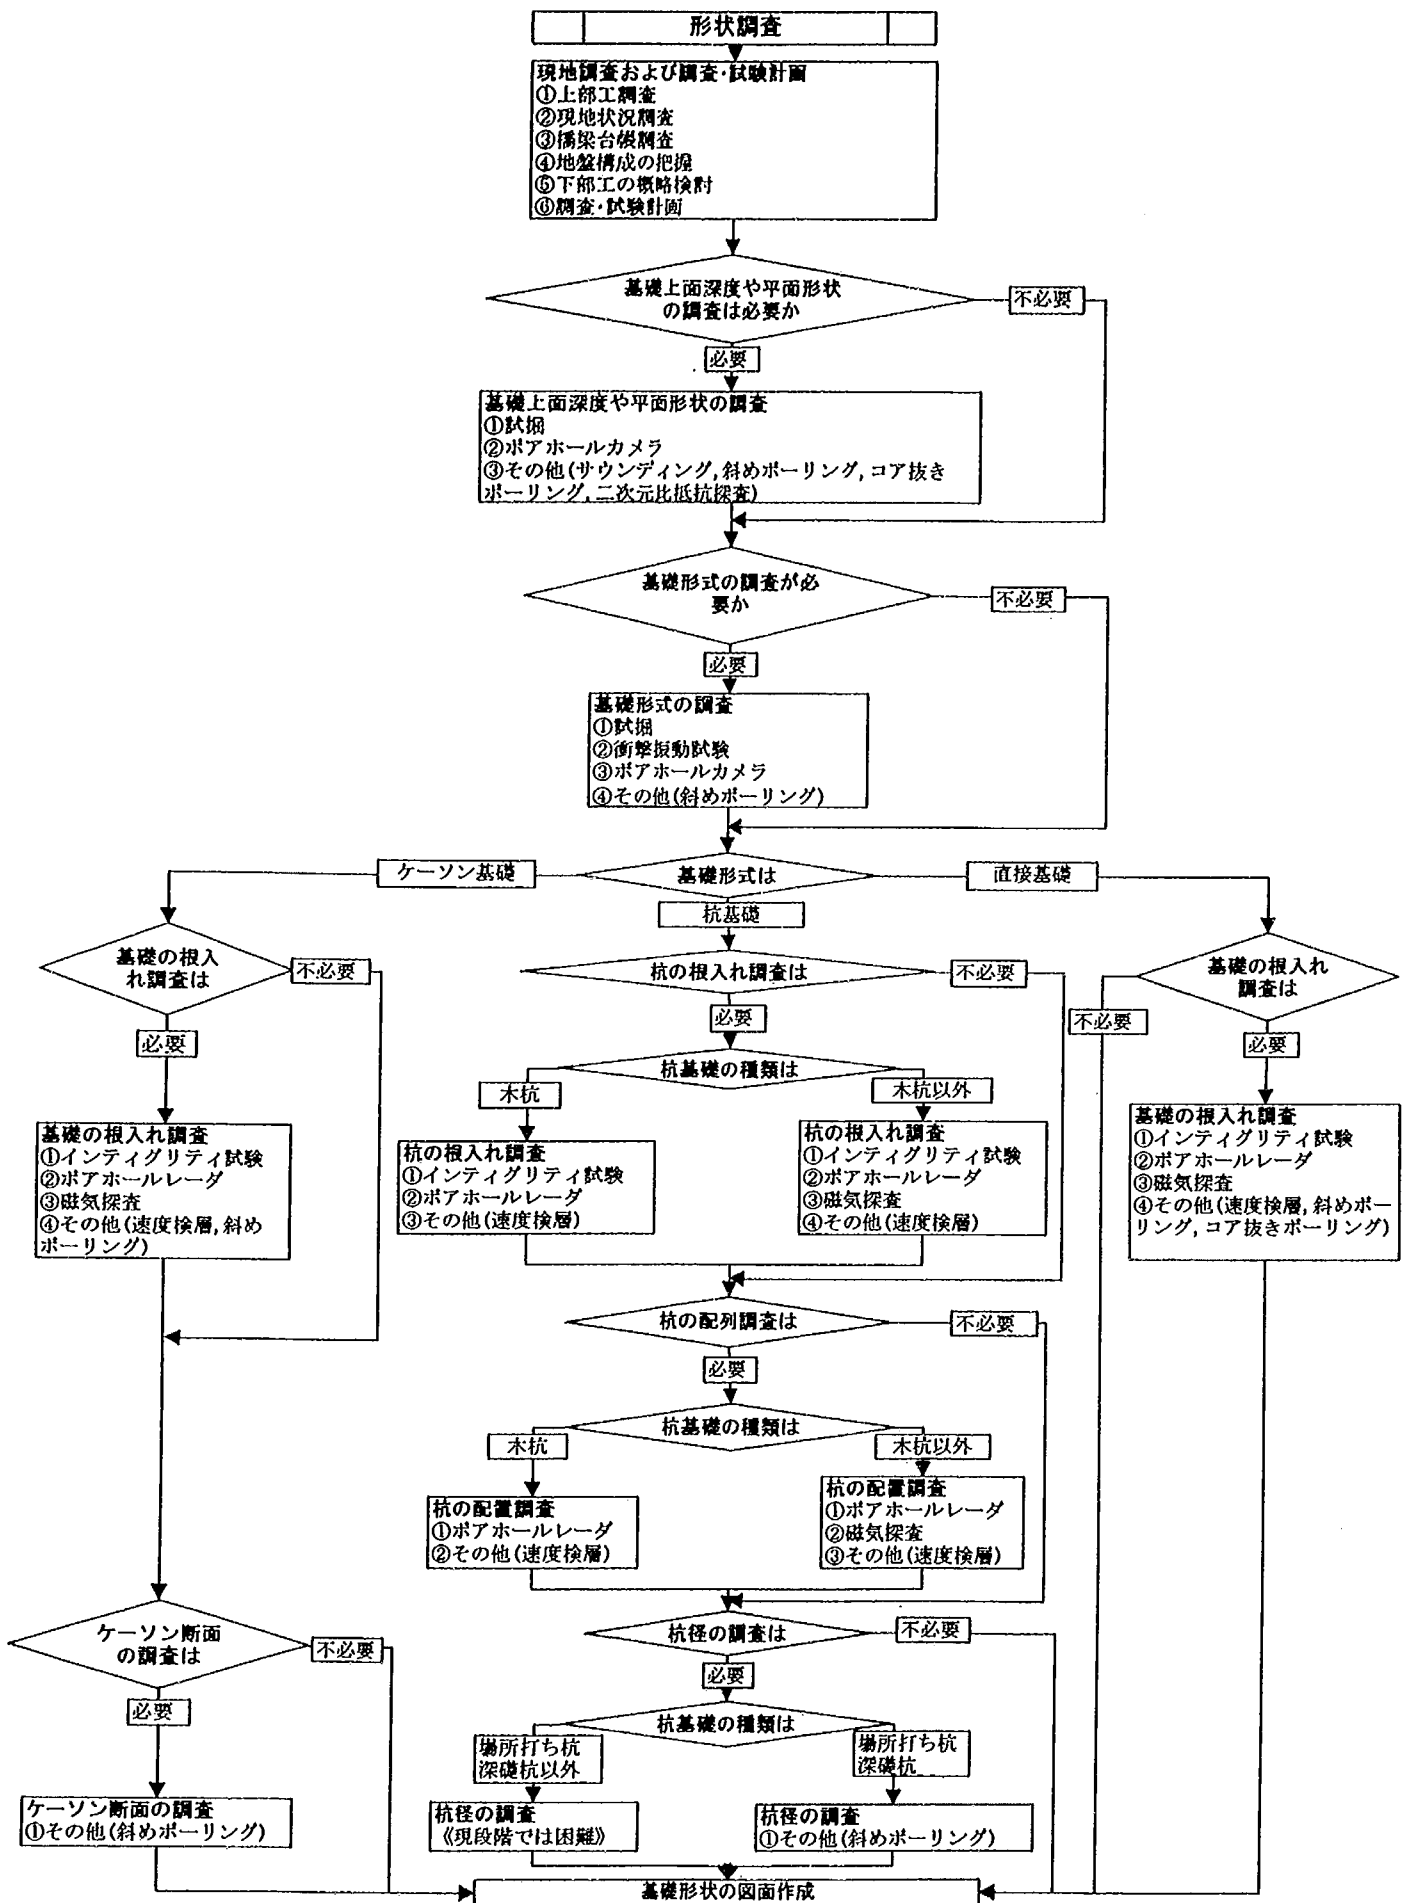 形状調査
現地調査および調査・試験計画
①上部工調査
②現地状況調査
③橋梁台帳調査
④地盤構成の把握
⑤下部工の概略検討
⑥調査・試験計画
基礎上面深度や平面形状
の調査は必要か
不必要
必要
基礎上面深度や平面形状の調査
①試掘
②ボアホールカメラ
③その他(サウンディング,斜めボーリング,コア抜き
ボーリング,二次元比抵抗探査)
基礎形式の調査が必
要か
不必要
必要
基礎形式の調査
①試掘
②衝撃振動試験
③ボアホールカメラ
④その他(斜めボーリング)
基礎形式は
ケーソン基礎
杭基礎
直接基礎
基礎の根入
れ調査は
不必要
必要
基礎の根入れ調査
①インティグリティ試験
②ボアホールレーダ
③磁気探査
④その他(速度検層,斜め
ボーリング)
ケーソン断面
の調査は
不必要
必要
ケーソン断面の調査
①その他(斜めボーリング)
杭の根入れ調査は
不必要
必要
杭基礎の種類は
木杭
木杭以外
杭の根入れ調査
①インティグリティ試験
②ボアホールレーダ
③その他(速度検層)
杭の根入れ調査
①インティグリティ試験
②ボアホールレーダ
③磁気探査
④その他(速度検層)
杭の配列調査は
不必要
必要
杭基礎の種類は
木杭
木杭以外
杭の配置調査
①ボアホールレーダ
②その他(速度検層)
杭の配置調査
①ボアホールレーダ
②磁気探査
③その他(速度検層)
杭径の調査は
不必要
必要
杭基礎の種類は
場所打ち杭
深礎杭以外
場所打ち杭
深礎杭
杭径の調査
《現段階では困難》
杭径の調査
①その他(斜めボーリング)
基礎の根入れ
調査は
不必要
必要
基礎の根入れ調査
①インティグリティ試験
②ボアホールレーダ
③磁気探査
④その他(速度検層,斜めボー
リング,コア抜きボーリング)
基礎形状の図面作成